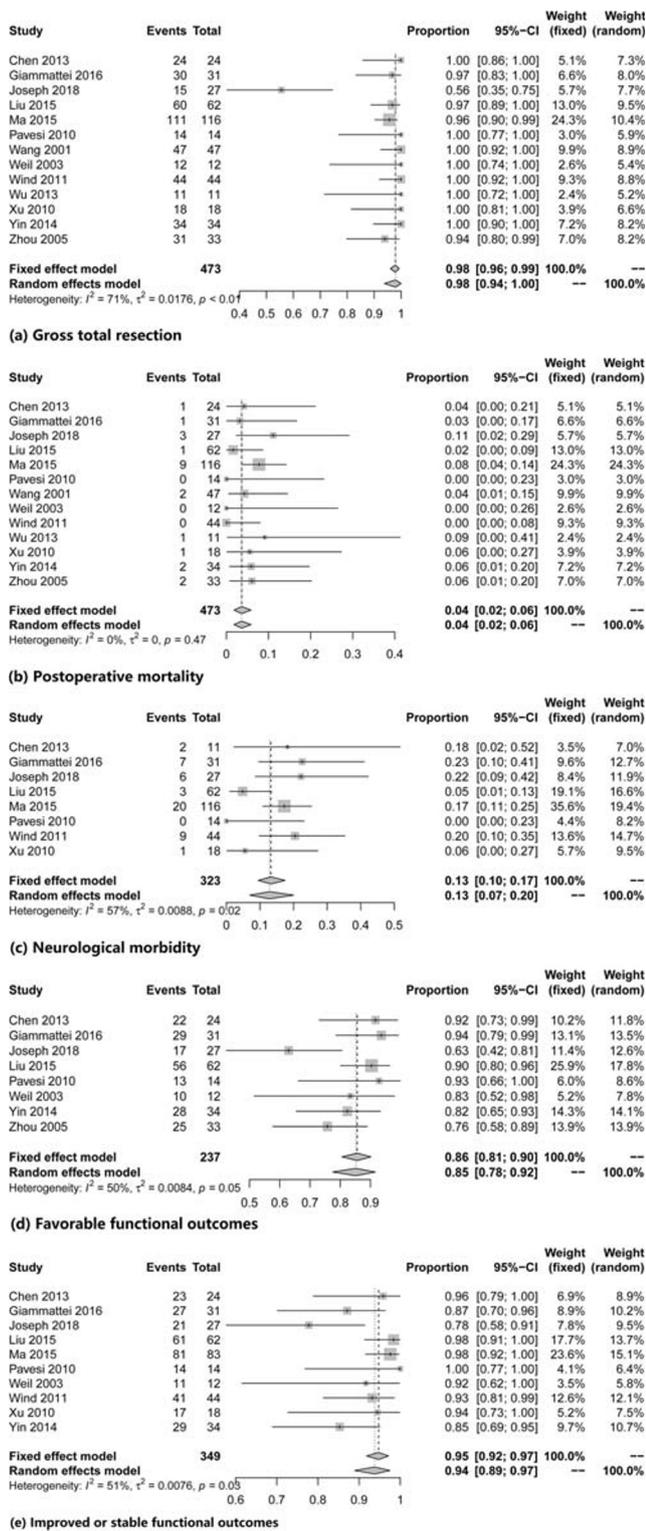 Weight Weight
Study Events Total Proportion 95%−CI (fixed) (random)
Chen 2013 24 24 1.00 [0.86; 1.00] 5.1% 7.3%
Giammattei 2016 30 31 0.97 [0.83; 1.00] 6.6% 8.0%
Joseph 2018 15 27 0.56 [0.35; 0.75] 5.7% 7.7%
Liu 2015 60 62 0.97 [0.89; 1.00] 13.0% 9.5%
Ma 2015 111 116 0.96 [0.90; 0.99] 24.3% 10.4%
Pavesi 2010 14 14 1.00 [0.77; 1.00] 3.0% 5.9%
Wang 2001 47 47 1.00 [0.92; 1.00] 9.9% 8.9%
Weil 2003 12 12 1.00 [0.74; 1.00] 2.6% 5.4%
Wind 2011 44 44 1.00 [0.92; 1.00] 9.3% 8.8%
Wu 2013 11 11 1.00 [0.72; 1.00] 2.4% 5.2%
Xu 2010 18 18 1.00 [0.81; 1.00] 3.9% 6.6%
Yin 2014 34 34 1.00 [0.90; 1.00] 7.2% 8.2%
Zhou 2005 31 33 0.94 [0.80; 0.99] 7.0% 8.2%
Fixed effect model 473 0.98 [0.96; 0.99] 100.0% −−
Random effects model 0.98 [0.94; 1.00] −− 100.0%
Heterogeneity: I² = 71%, τ² = 0.0176, p < 0.01
0.4 0.5 0.6 0.7 0.8 0.9 1
(a) Gross total resection
Weight Weight
Study Events Total Proportion 95%−CI (fixed) (random)
Chen 2013 1 24 0.04 [0.00; 0.21] 5.1% 5.1%
Giammattei 2016 1 31 0.03 [0.00; 0.17] 6.6% 6.6%
Joseph 2018 3 27 0.11 [0.02; 0.29] 5.7% 5.7%
Liu 2015 1 62 0.02 [0.00; 0.09] 13.0% 13.0%
Ma 2015 9 116 0.08 [0.04; 0.14] 24.3% 24.3%
Pavesi 2010 0 14 0.00 [0.00; 0.23] 3.0% 3.0%
Wang 2001 2 47 0.04 [0.01; 0.15] 9.9% 9.9%
Weil 2003 0 12 0.00 [0.00; 0.26] 2.6% 2.6%
Wind 2011 0 44 0.00 [0.00; 0.08] 9.3% 9.3%
Wu 2013 1 11 0.09 [0.00; 0.41] 2.4% 2.4%
Xu 2010 1 18 0.06 [0.00; 0.27] 3.9% 3.9%
Yin 2014 2 34 0.06 [0.01; 0.20] 7.2% 7.2%
Zhou 2005 2 33 0.06 [0.01; 0.20] 7.0% 7.0%
Fixed effect model 473 0.04 [0.02; 0.06] 100.0% −−
Random effects model 0.04 [0.02; 0.06] −− 100.0%
Heterogeneity: I² = 0%, τ² = 0, p = 0.47
0 0.1 0.2 0.3 0.4
(b) Postoperative mortality
Weight Weight
Study Events Total Proportion 95%−CI (fixed) (random)
Chen 2013 2 11 0.18 [0.02; 0.52] 3.5% 7.0%
Giammattei 2016 7 31 0.23 [0.10; 0.41] 9.6% 12.7%
Joseph 2018 6 27 0.22 [0.09; 0.42] 8.4% 11.9%
Liu 2015 3 62 0.05 [0.01; 0.13] 19.1% 16.6%
Ma 2015 20 116 0.17 [0.11; 0.25] 35.6% 19.4%
Pavesi 2010 0 14 0.00 [0.00; 0.23] 4.4% 8.2%
Wind 2011 9 44 0.20 [0.10; 0.35] 13.6% 14.7%
Xu 2010 1 18 0.06 [0.00; 0.27] 5.7% 9.5%
Fixed effect model 323 0.13 [0.10; 0.17] 100.0% −−
Random effects model 0.13 [0.07; 0.20] −− 100.0%
Heterogeneity: I² = 57%, τ² = 0.0088, p = 0.02
0 0.1 0.2 0.3 0.4 0.5
(c) Neurological morbidity
Weight Weight
Study Events Total Proportion 95%−CI (fixed) (random)
Chen 2013 22 24 0.92 [0.73; 0.99] 10.2% 11.8%
Giammattei 2016 29 31 0.94 [0.79; 0.99] 13.1% 13.5%
Joseph 2018 17 27 0.63 [0.42; 0.81] 11.4% 12.6%
Liu 2015 56 62 0.90 [0.80; 0.96] 25.9% 17.8%
Pavesi 2010 13 14 0.93 [0.66; 1.00] 6.0% 8.6%
Weil 2003 10 12 0.83 [0.52; 0.98] 5.2% 7.8%
Yin 2014 28 34 0.82 [0.65; 0.93] 14.3% 14.1%
Zhou 2005 25 33 0.76 [0.58; 0.89] 13.9% 13.9%
Fixed effect model 237 0.86 [0.81; 0.90] 100.0% −−
Random effects model 0.85 [0.78; 0.92] −− 100.0%
Heterogeneity: I² = 50%, τ² = 0.0084, p = 0.05
0.5 0.6 0.7 0.8 0.9
(d) Favorable functional outcomes
Weight Weight
Study Events Total Proportion 95%−CI (fixed) (random)
Chen 2013 23 24 0.96 [0.79; 1.00] 6.9% 8.9%
Giammattei 2016 27 31 0.87 [0.70; 0.96] 8.9% 10.2%
Joseph 2018 21 27 0.78 [0.58; 0.91] 7.8% 9.5%
Liu 2015 61 62 0.98 [0.91; 1.00] 17.7% 13.7%
Ma 2015 81 83 0.98 [0.92; 1.00] 23.6% 15.1%
Pavesi 2010 14 14 1.00 [0.77; 1.00] 4.1% 6.4%
Weil 2003 11 12 0.92 [0.62; 1.00] 3.5% 5.8%
Wind 2011 41 44 0.93 [0.81; 0.99] 12.6% 12.1%
Xu 2010 17 18 0.94 [0.73; 1.00] 5.2% 7.5%
Yin 2014 29 34 0.85 [0.69; 0.95] 9.7% 10.7%
Fixed effect model 349 0.95 [0.92; 0.97] 100.0% −−
Random effects model 0.94 [0.89; 0.97] −− 100.0%
Heterogeneity: I² = 51%, τ² = 0.0076, p = 0.03
0.6 0.7 0.8 0.9 1
(e) Improved or stable functional outcomes